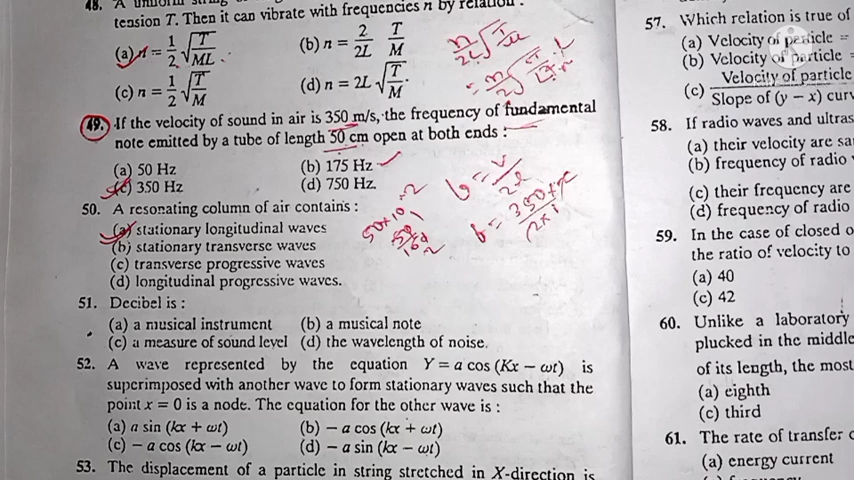 48. A uniform string
tension T. Then it can vibrate with frequencies n by relation :
(a) n = 1/2 √(T/ML) (b) n = 2/2L T/M
(c) n = 1/2 √(T/M) (d) n = 2L √(T/M).
49. If the velocity of sound in air is 350 m/s, the frequency of fundamental
note emitted by a tube of length 50 cm open at both ends :
(a) 50 Hz (b) 175 Hz
(c) 350 Hz (d) 750 Hz.
50. A resonating column of air contains :
(a) stationary longitudinal waves
(b) stationary transverse waves
(c) transverse progressive waves
(d) longitudinal progressive waves.
51. Decibel is :
(a) a musical instrument (b) a musical note
(c) a measure of sound level (d) the wavelength of noise.
52. A wave represented by the equation Y = a cos (Kx − ωt) is
superimposed with another wave to form stationary waves such that the
point x = 0 is a node. The equation for the other wave is :
(a) a sin (kx + ωt) (b) − a cos (kx + ωt)
(c) − a cos (kx − ωt) (d) − a sin (kx − ωt)
53. The displacement of a particle in string stretched in X-direction is
57. Which relation is true of
(a) Velocity of particle =
(b) Velocity of particle =
(c) Velocity of particle / Slope of (y − x) curv
58. If radio waves and ultras
(a) their velocity are sa
(b) frequency of radio
(c) their frequency are
(d) frequency of radio
59. In the case of closed o
the ratio of velocity to
(a) 40
(c) 42
60. Unlike a laboratory
plucked in the middle
of its length, the most
(a) eighth
(c) third
61. The rate of transfer
(a) energy current